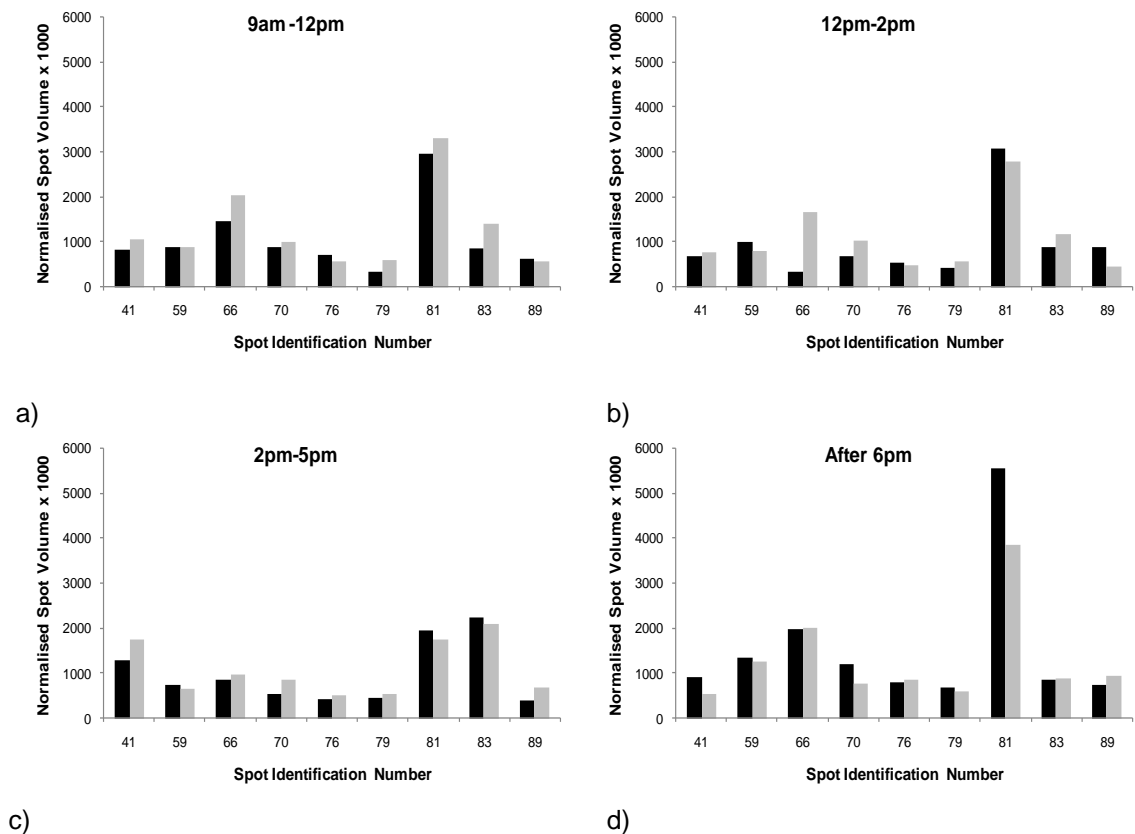 9am -12pm
Normalised Spot Volume x 1000
6000
5000
4000
3000
2000
1000
0
41 59 66 70 76 79 81 83 89
Spot Identification Number
a)
12pm-2pm
Normalised Spot Volume x 1000
6000
5000
4000
3000
2000
1000
0
41 59 66 70 76 79 81 83 89
Spot Identification Number
b)
2pm-5pm
Normalised Spot Volume x 1000
6000
5000
4000
3000
2000
1000
0
41 59 66 70 76 79 81 83 89
Spot Identification Number
c)
After 6pm
Normalised Spot Volume x 1000
6000
5000
4000
3000
2000
1000
0
41 59 66 70 76 79 81 83 89
Spot Identification Number
d)